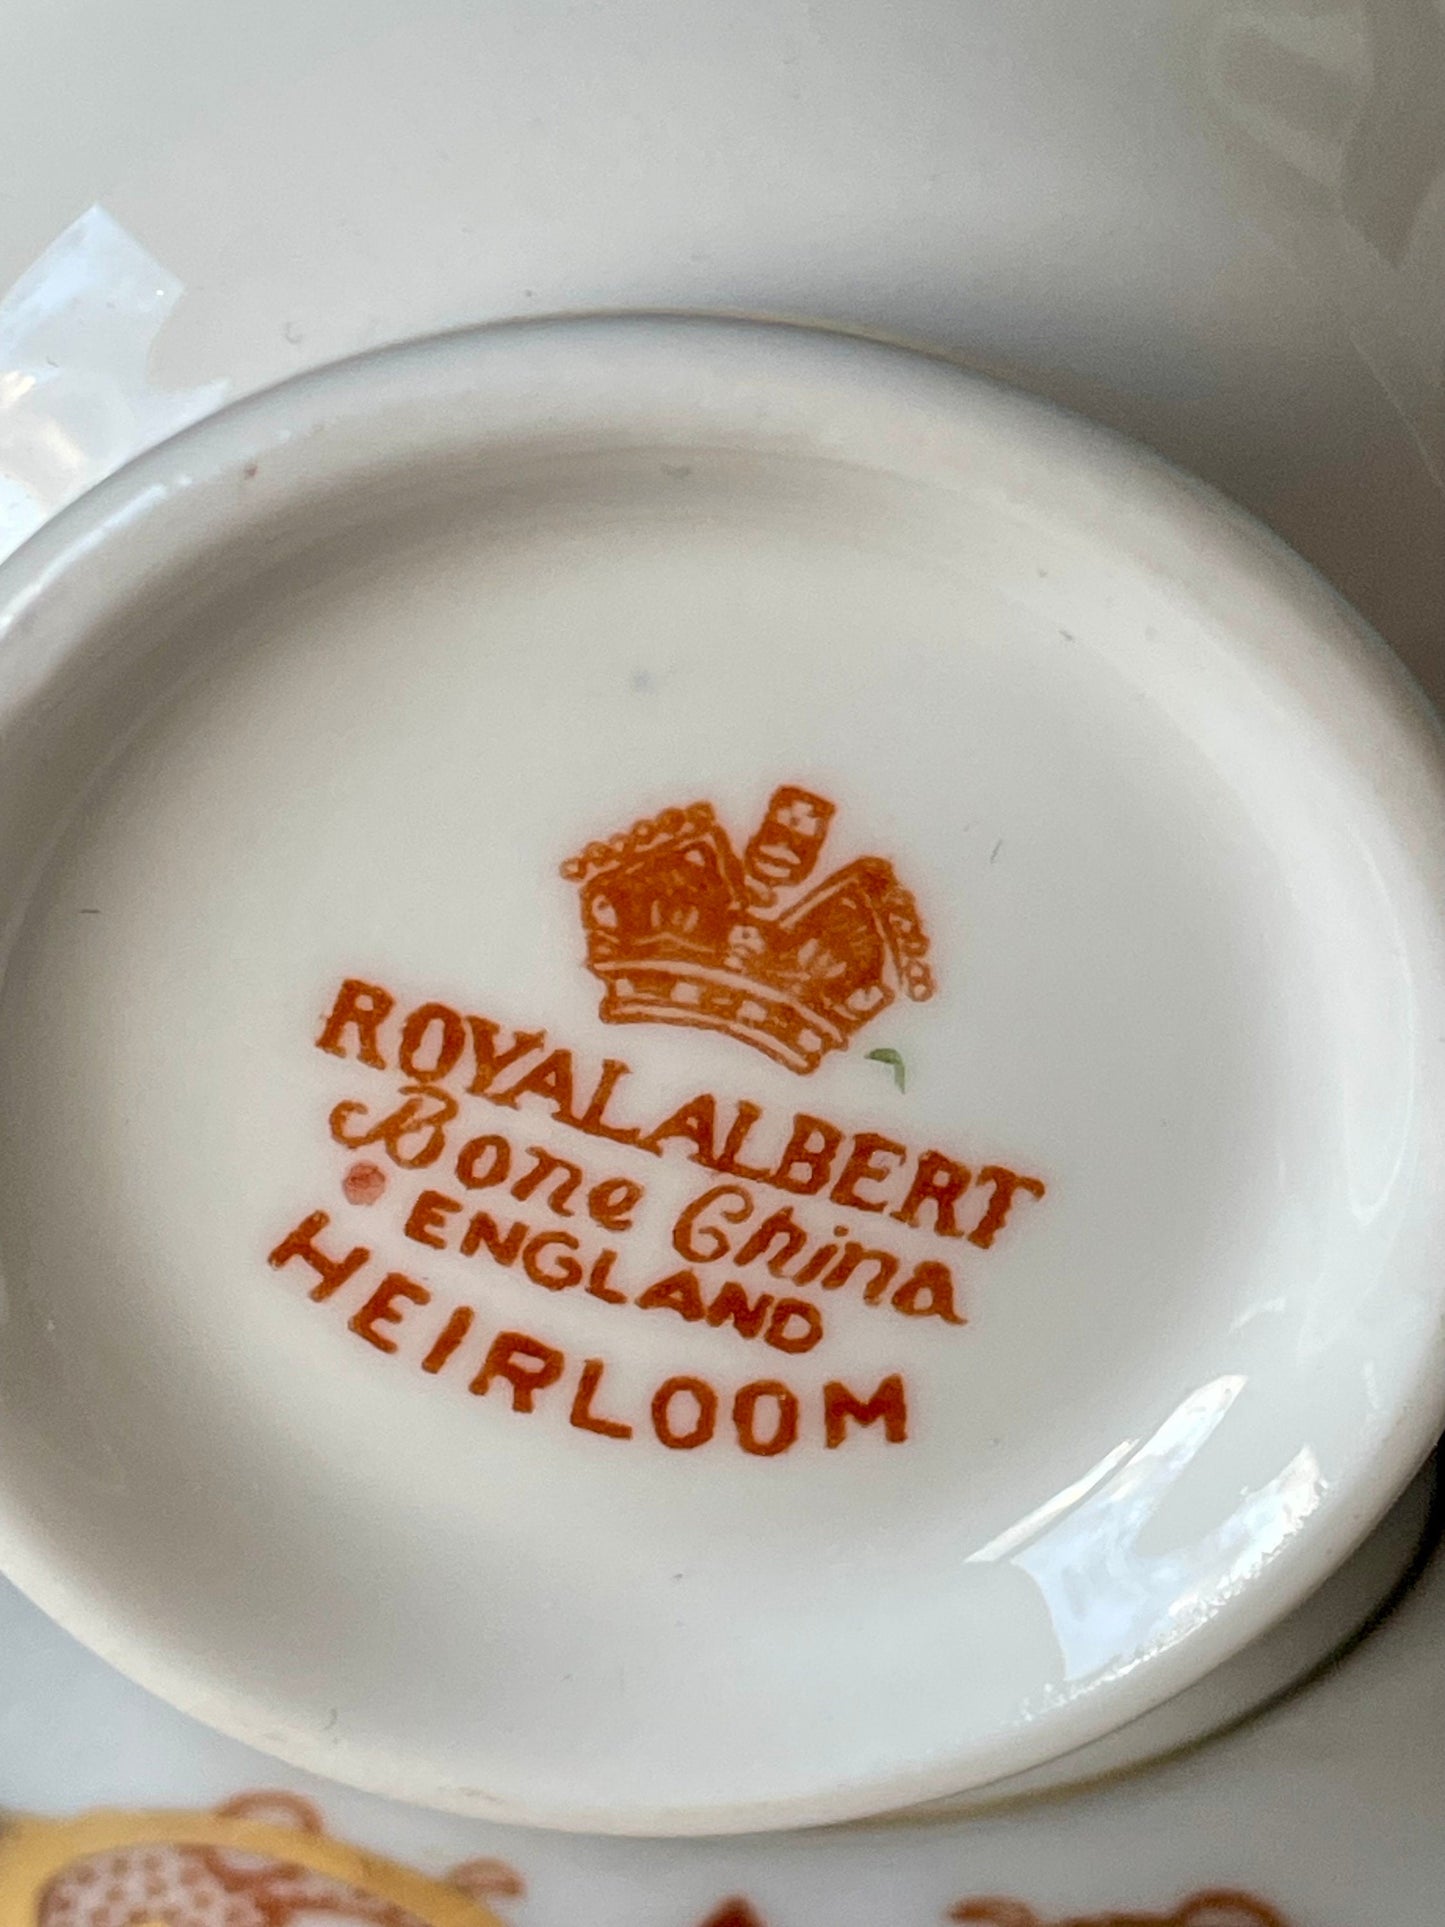 ROYAL ALBERT
Bone China
ENGLAND
HEIRLOOM